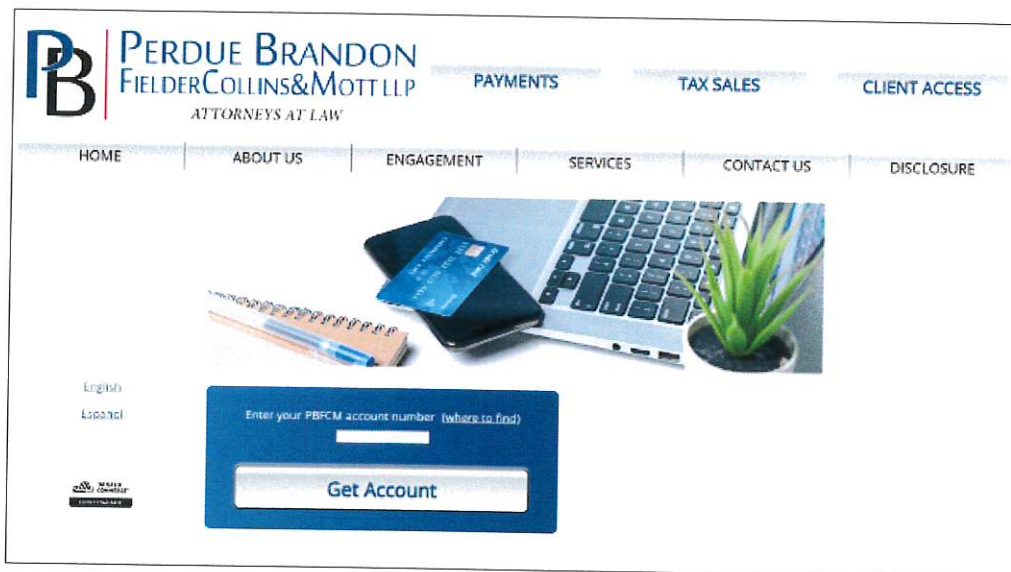 PB
PERDUE BRANDON
FIELDERCOLLINS&MOTT LLP
ATTORNEYS AT LAW
PAYMENTS
TAX SALES
CLIENT ACCESS
HOME
ABOUT US
ENGAGEMENT
SERVICES
CONTACT US
DISCLOSURE
English
Español
Enter your PBFCM account number (where to find)
Get Account